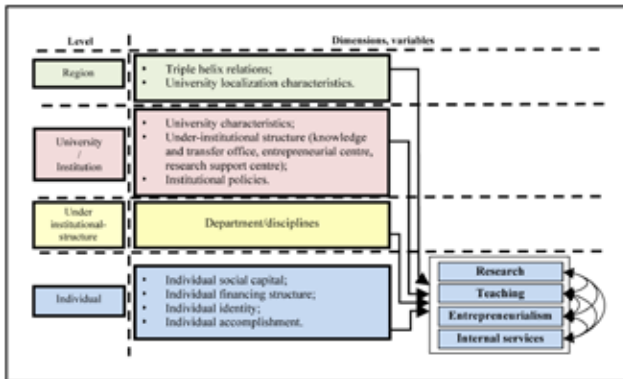 Level
Dimensions, variables
Region
• Triple helix relations;
• University localization characteristics.
University
/
Institution
• University characteristics;
• Under-institutional structure (knowledge
and transfer office, entrepreneurial centre,
research support centre);
• Institutional policies.
Under
institutional-
structure
Department/disciplines
Individual
• Individual social capital;
• Individual financing structure;
• Individual identity;
• Individual accomplishment.
Research
Teaching
Entrepreneurialism
Internal services